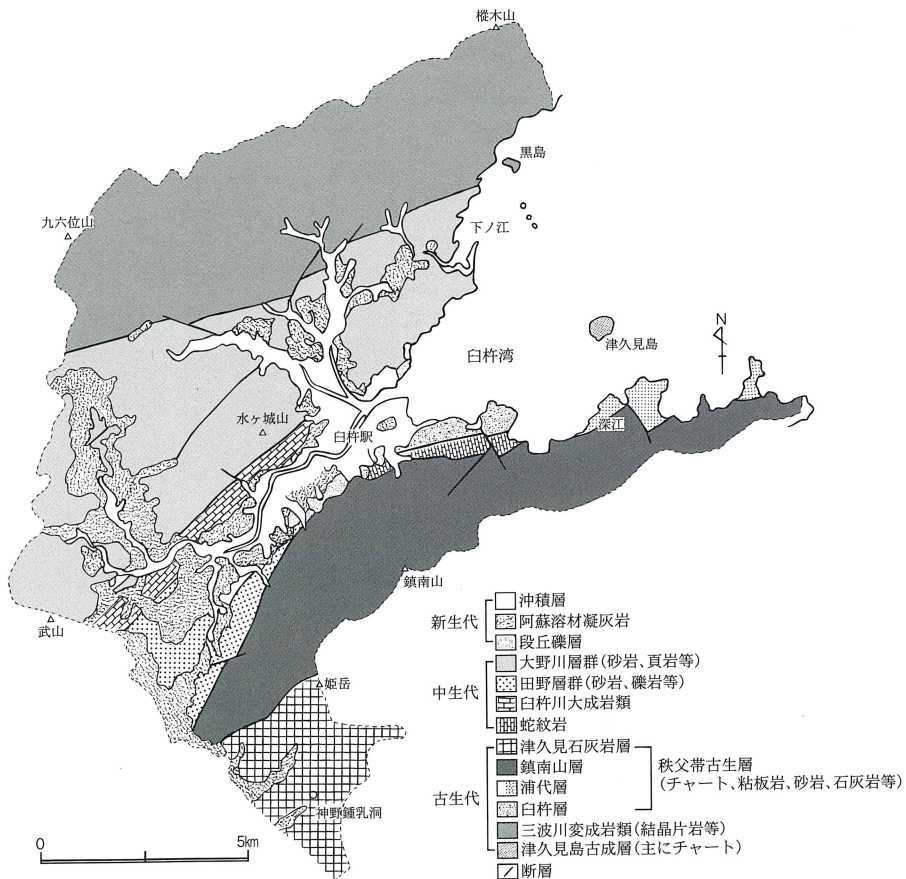 樅木山
黒島
九六位山
下ノ江
N
津久見島
臼杵湾
水ヶ城山
臼杵駅
深江
鎮南山
武山
姫岳
神野鍾乳洞
0 5km
新生代
沖積層
阿蘇溶材凝灰岩
段丘礫層
中生代
大野川層群(砂岩、頁岩等)
田野層群(砂岩、礫岩等)
臼杵川大成岩類
蛇紋岩
古生代
津久見石灰岩層
鎮南山層
浦代層
臼杵層
秩父帯古生層
(チャート、粘板岩、砂岩、石灰岩等)
三波川変成岩類(結晶片岩等)
津久見島古成層(主にチャート)
断層